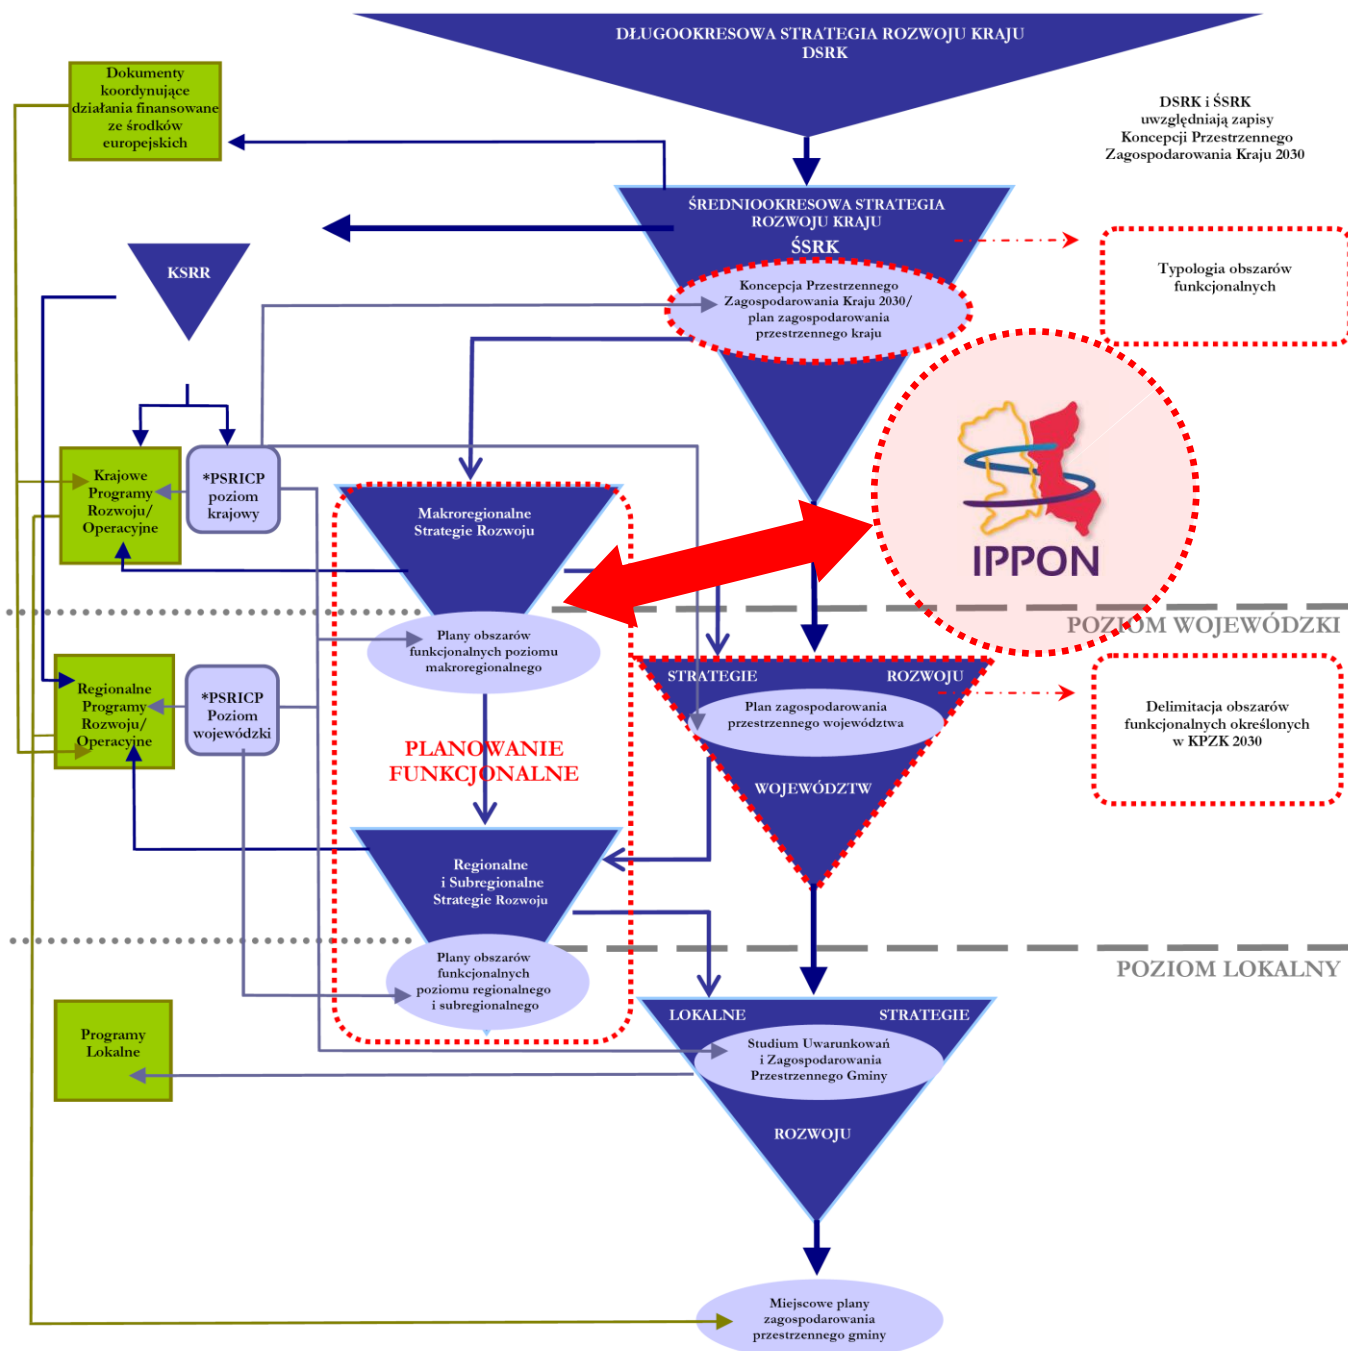 DŁUGOOKRESOWA STRATEGIA ROZWOJU KRAJU
DSRK
Dokumenty
koordynujące
działania finansowane
ze środków
europejskich
DSRK i ŚSRK
uwzględniają zapisy
Koncepcji Przestrzennego
Zagospodarowania Kraju 2030
ŚREDNIOOKRESOWA STRATEGIA
ROZWOJU KRAJU
ŚSRK
KSRR
Koncepcja Przestrzennego
Zagospodarowania Kraju 2030/
plan zagospodarowania
przestrzennego kraju
Typologia obszarów
funkcjonalnych
IPPON
Krajowe
Programy
Rozwoju/
Operacyjne
*PSRICP
poziom
krajowy
Makroregionalne
Strategie Rozwoju
POZIOM WOJEWÓDZKI
Plany obszarów
funkcjonalnych poziomu
makroregionalnego
STRATEGIE ROZWOJU
Plan zagospodarowania
przestrzennego województwa
WOJEWÓDZTW
Delimitacja obszarów
funkcjonalnych określonych
w KPZK 2030
Regionalne
Programy
Rozwoju/
Operacyjne
*PSRICP
Poziom
wojewódzki
PLANOWANIE
FUNKCJONALNE
Regionalne
i Subregionalne
Strategie Rozwoju
POZIOM LOKALNY
Plany obszarów
funkcjonalnych
poziomu regionalnego
i subregionalnego
LOKALNE STRATEGIE
Studium Uwarunkowań
i Zagospodarowania
Przestrzennego Gminy
ROZWOJU
Programy
Lokalne
Miejscowe plany
zagospodarowania
przestrzennego gminy